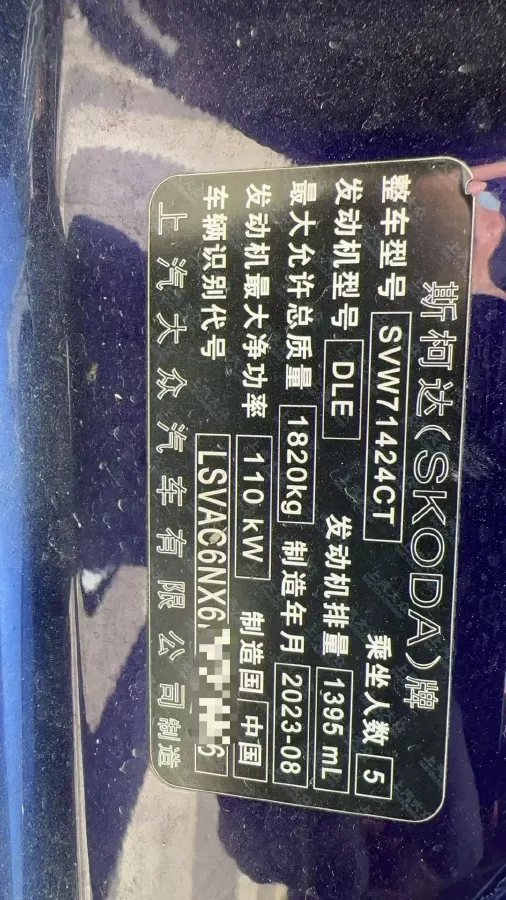 斯柯达(SKODA)牌
整车型号 SVW71424CT 乘坐人数 5
发动机型号 DLE 发动机排量 1395 mL
最大允许总质量 1820kg 制造年月 2023-08
发动机最大净功率 110 kW 制造国 中国
车辆识别代号 LSVAC6NX6 6
上汽大众汽车有限公司制造